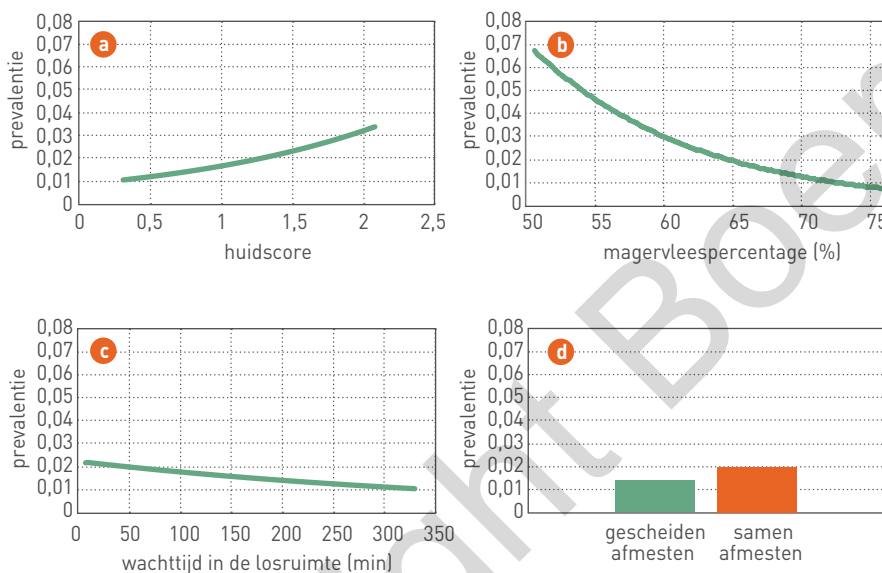 a
prevalentie
0,08
0,07
0,06
0,05
0,04
0,03
0,02
0,01
0
0 0,5 1 1,5 2 2,5
huidscore
b
prevalentie
0,08
0,07
0,06
0,05
0,04
0,03
0,02
0,01
0
50 55 60 65 70 75
magervleespercentage (%)
c
prevalentie
0,08
0,07
0,06
0,05
0,04
0,03
0,02
0,01
0
0 50 100 150 200 250 300 350
wachttijd in de losruimte (min)
d
prevalentie
0,08
0,07
0,06
0,05
0,04
0,03
0,02
0,01
0
gescheiden samen
afmesten afmesten